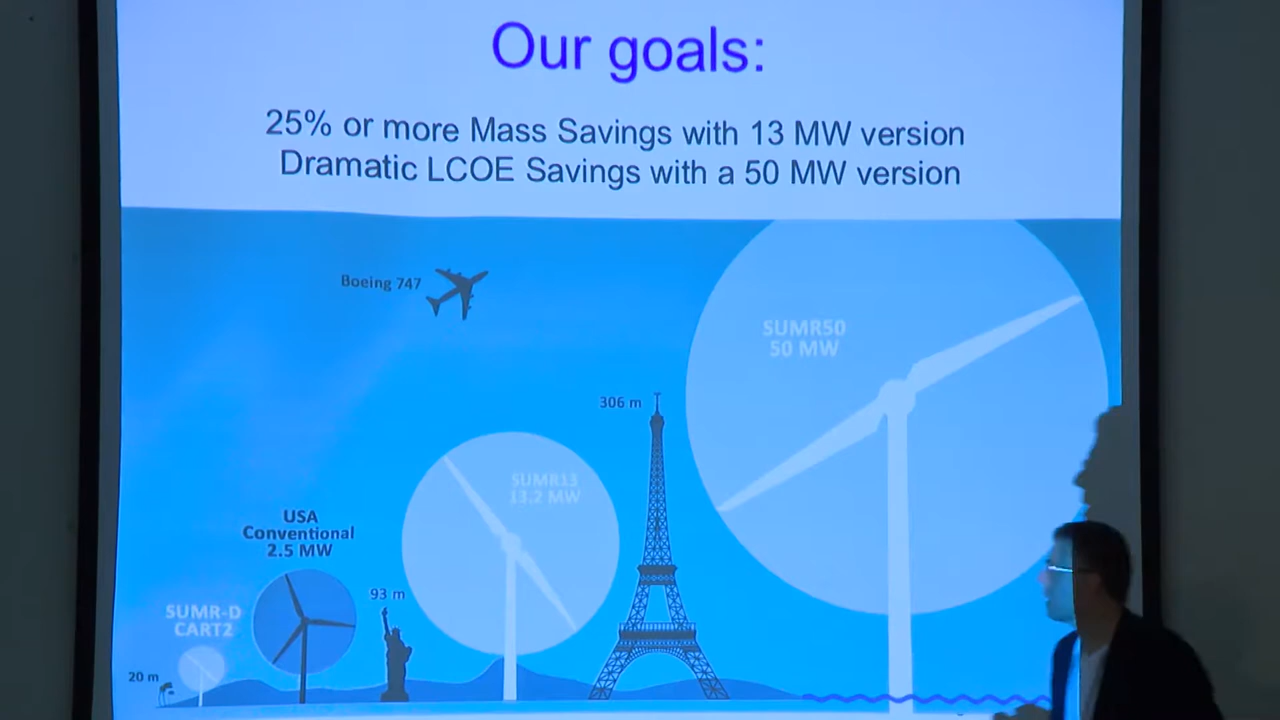 Our goals:
25% or more Mass Savings with 13 MW version
Dramatic LCOE Savings with a 50 MW version
Boeing 747
SUMR50
50 MW
306 m
SUMR13
13.2 MW
USA
Conventional
2.5 MW
93 m
SUMR-D
CART2
20 m